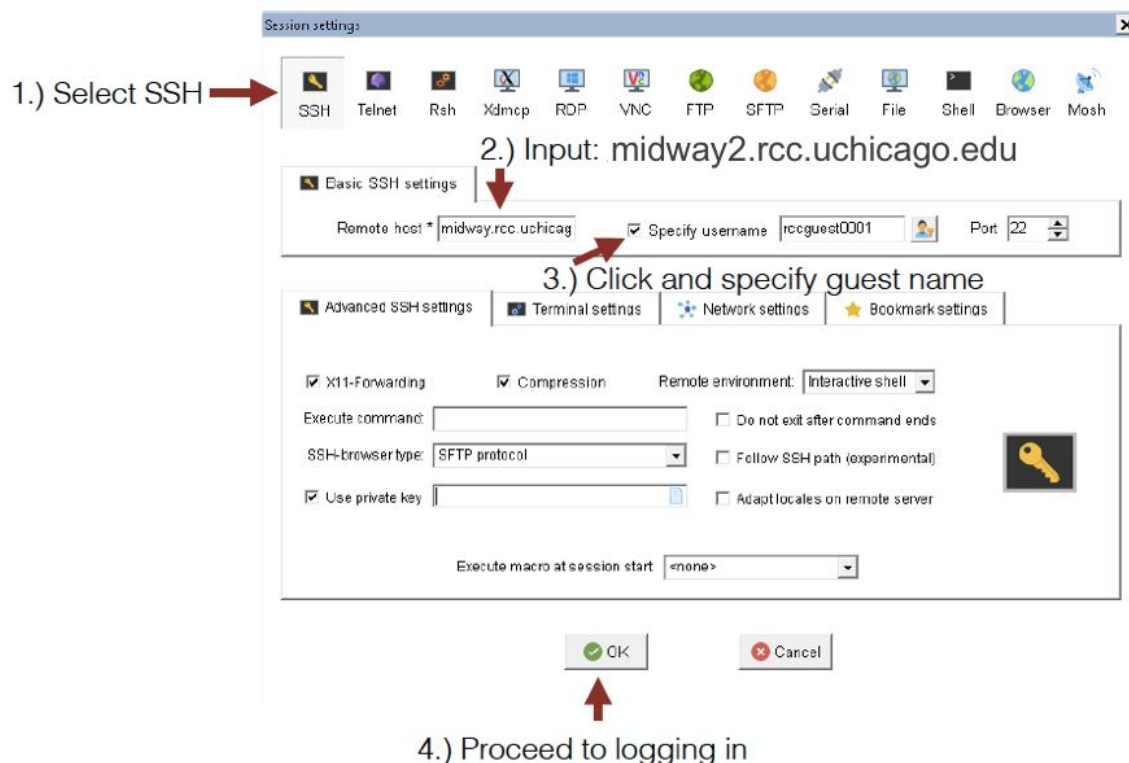 Session settings
1.) Select SSH
SSH Telnet Rsh Xdmcp RDP VNC FTP SFTP Serial File Shell Browser Mosh
2.) Input: midway2.rcc.uchicago.edu
Basic SSH settings
Remote host * midway.rcc.uchicag Specify username rccguest0001 Port 22
3.) Click and specify guest name
Advanced SSH settings Terminal settings Network settings Bookmark settings
X11-Forwarding Compression Remote environment: Interactive shell
Execute command: Do not exit after command ends
SSH-browser type: SFTP protocol Follow SSH path (experimental)
Use private key Adapt locales on remote server
Execute macro at session start: <none>
OK Cancel
4.) Proceed to logging in